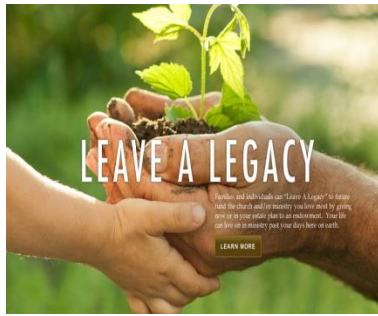 LEAVE A LEGACY
Families and individuals can "Leave A Legacy" to future
fund the church and/or ministry you love most by giving
now or in your estate plan to an endowment. Your life
can live on in ministry past your days here on earth.
LEARN MORE